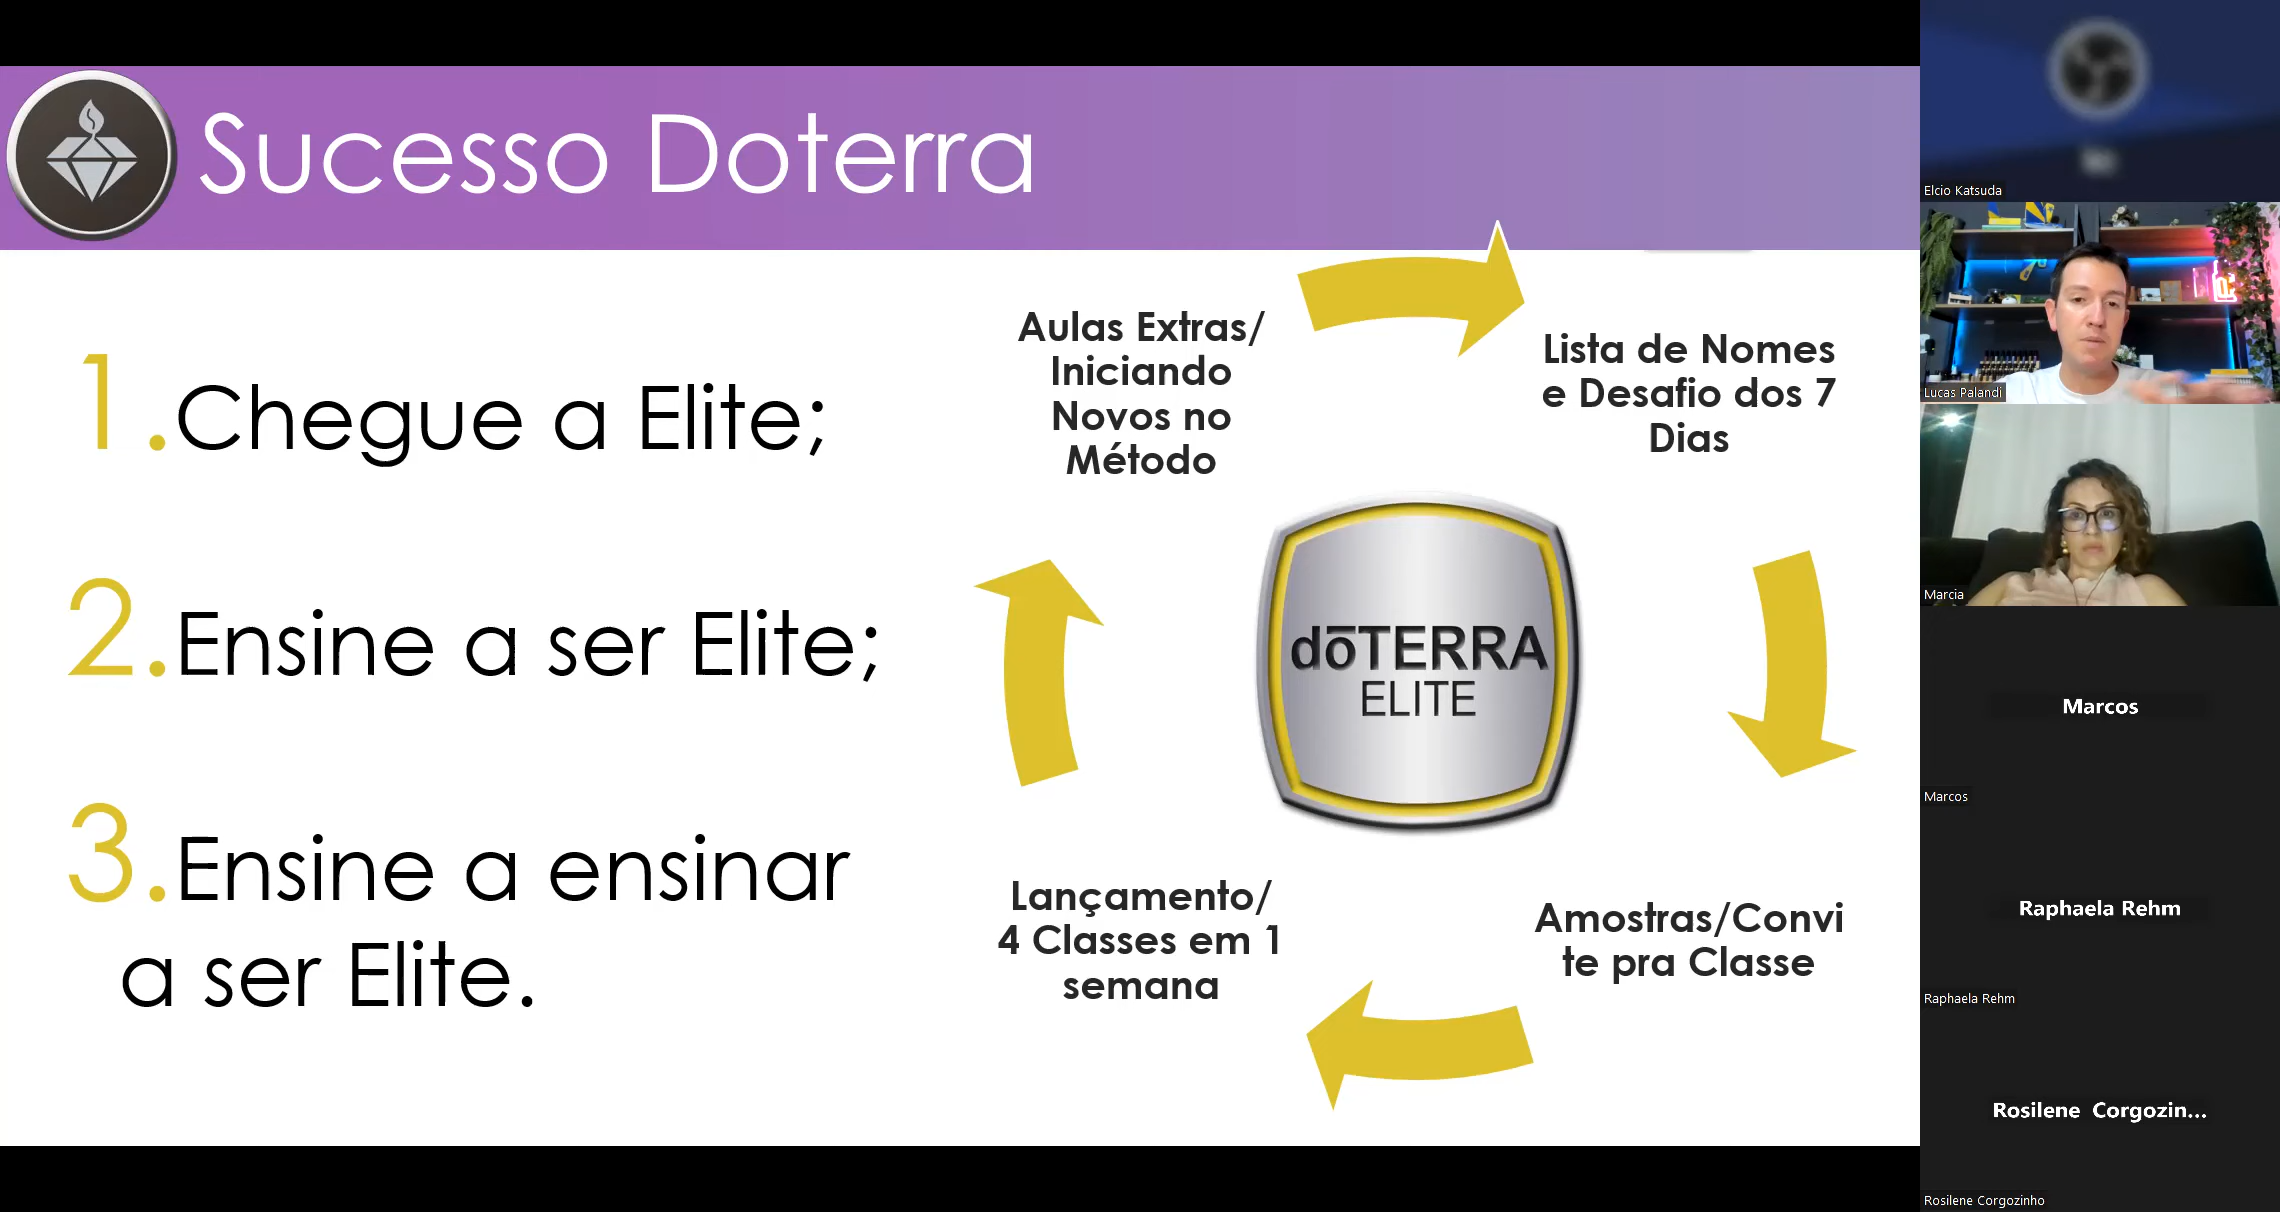 Sucesso Doterra
1.Chegue a Elite;
2.Ensine a ser Elite;
3.Ensine a ensinar
a ser Elite.
Aulas Extras/
Iniciando
Novos no
Método
Lista de Nomes
e Desafio dos 7
Dias
dōTERRA
ELITE
Lançamento/
4 Classes em 1
semana
Amostras/Convi
te pra Classe
Elcio Katsuda
Lucas Palandi
Marcia
Marcos
Marcos
Raphaela Rehm
Raphaela Rehm
Rosilene Corgozin...
Rosilene Corgozinho